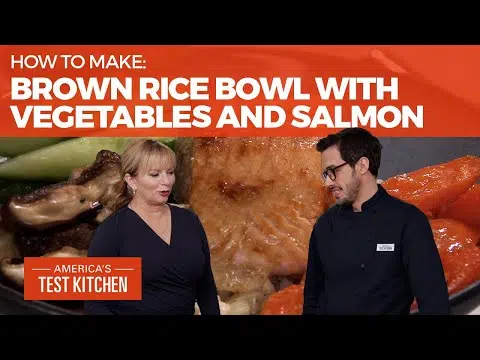 HOW TO MAKE:
BROWN RICE BOWL WITH
VEGETABLES AND SALMON
AMERICA'S
TEST KITCHEN